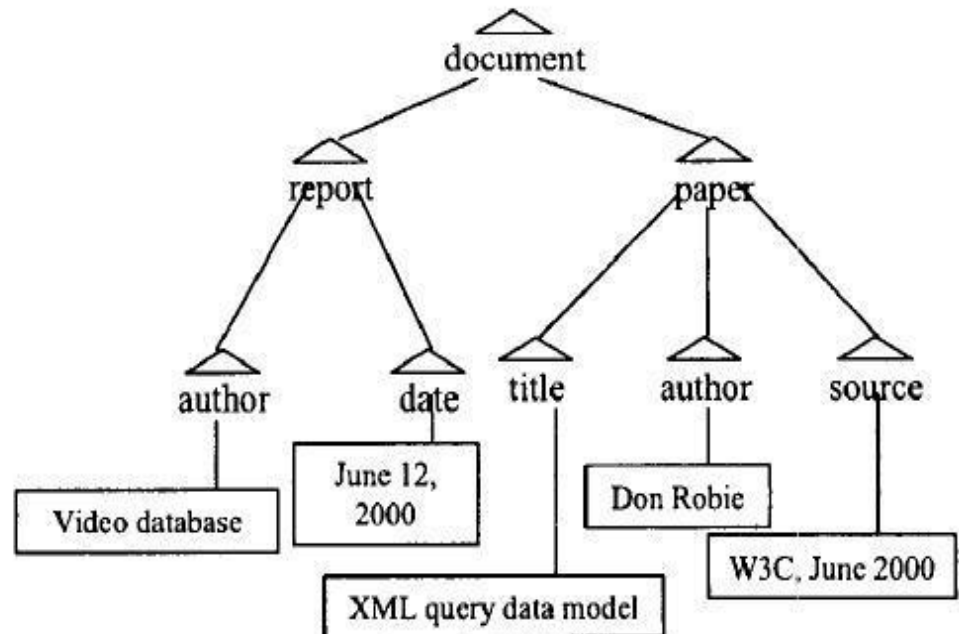 document
report
paper
author
date
title
author
source
Video database
June 12,
2000
XML query data model
Don Robie
W3C, June 2000